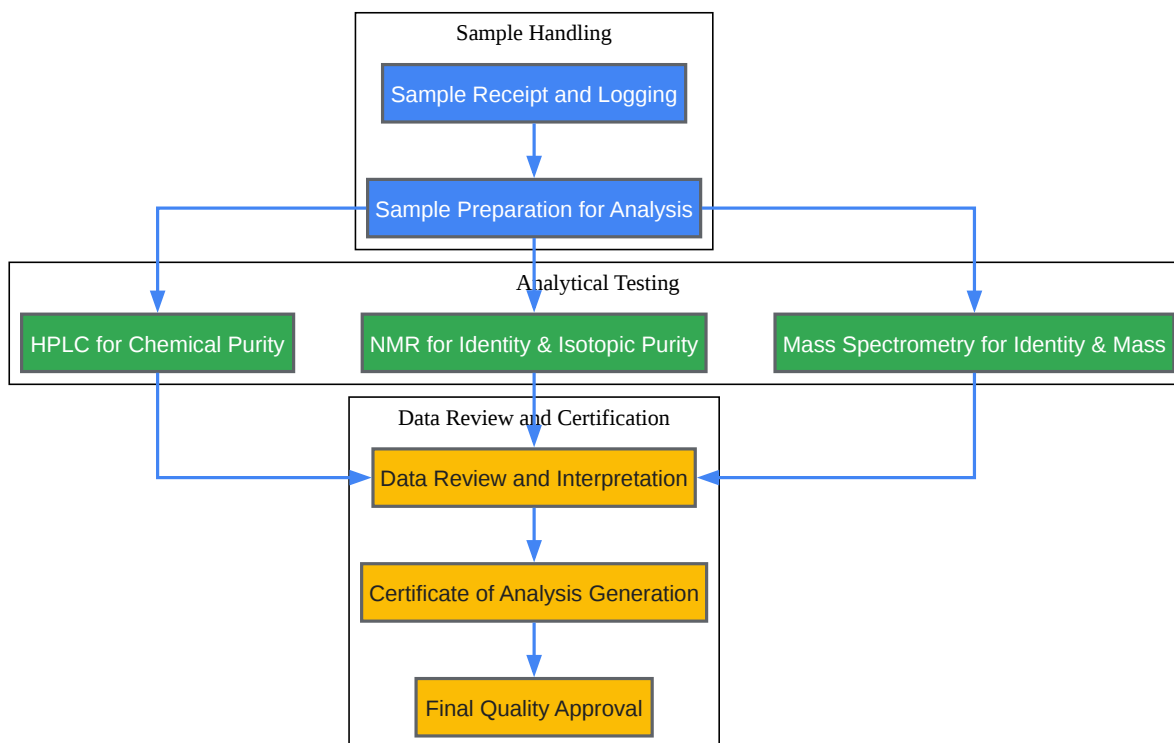 Sample Handling
Sample Receipt and Logging
Sample Preparation for Analysis
Analytical Testing
HPLC for Chemical Purity
NMR for Identity & Isotopic Purity
Mass Spectrometry for Identity & Mass
Data Review and Certification
Data Review and Interpretation
Certificate of Analysis Generation
Final Quality Approval